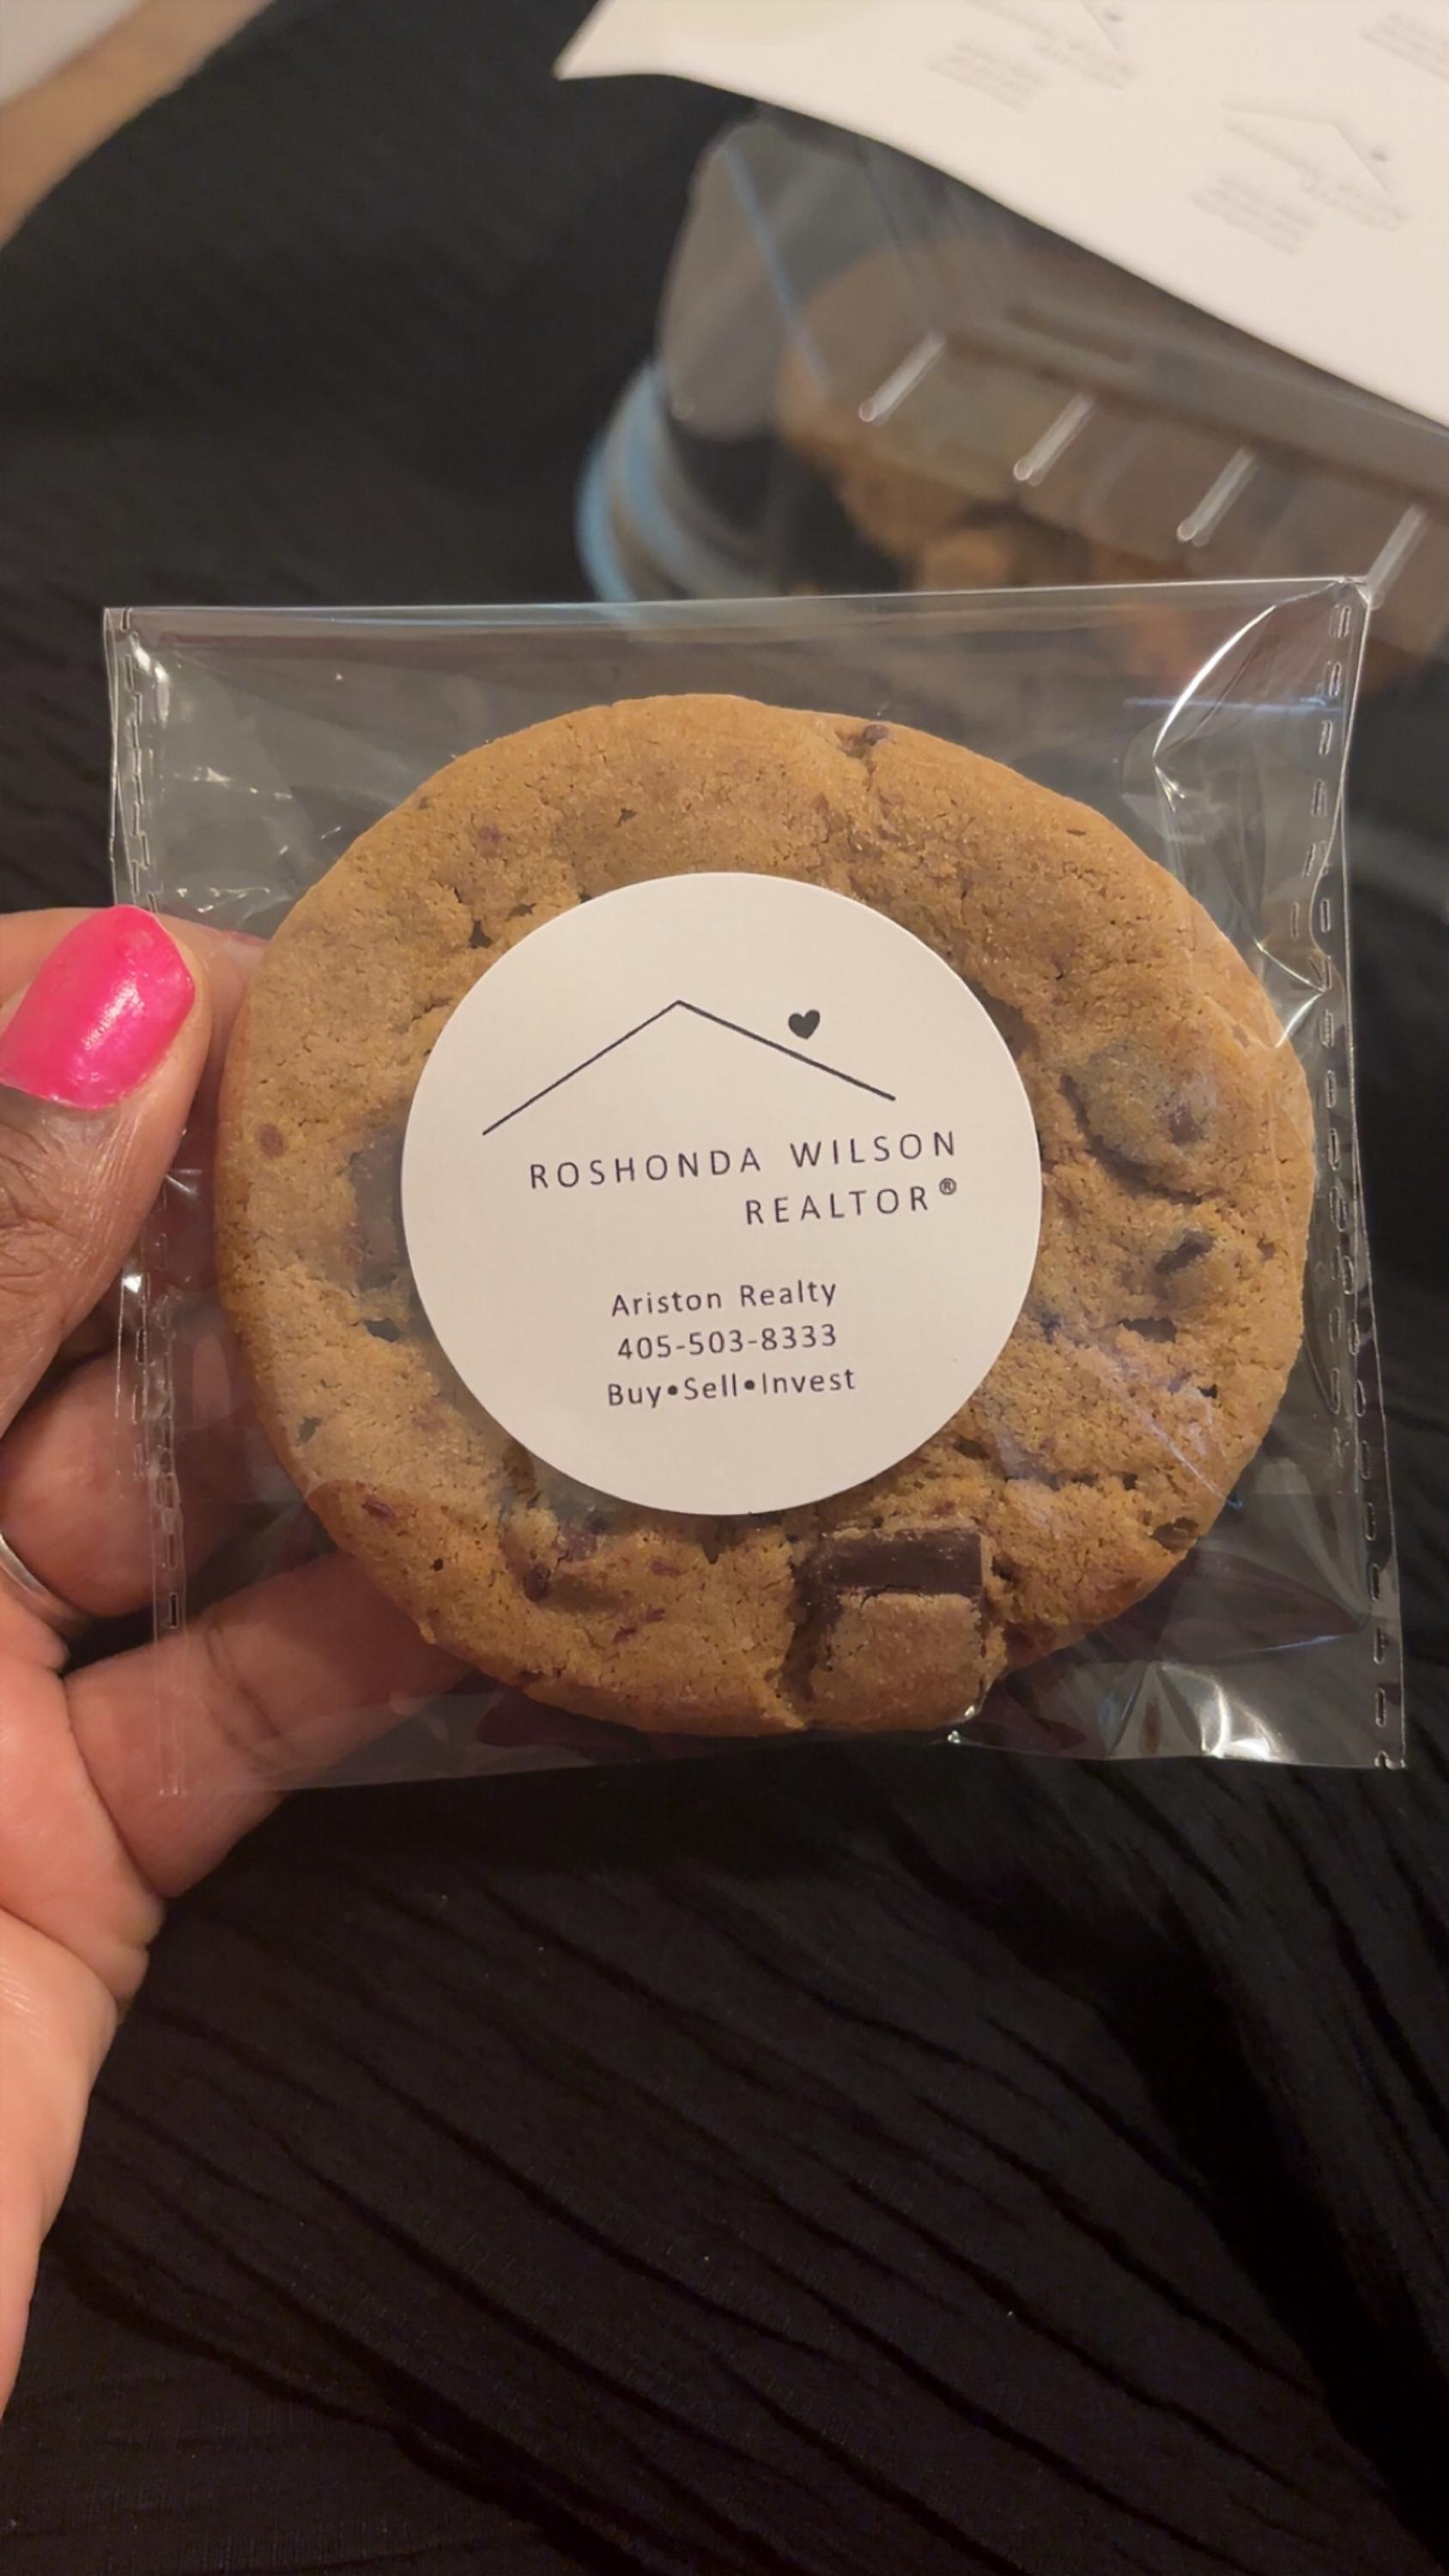 ROSHONDA WILSON
REALTOR®
Ariston Realty
405-503-8333
Buy•Sell•Invest